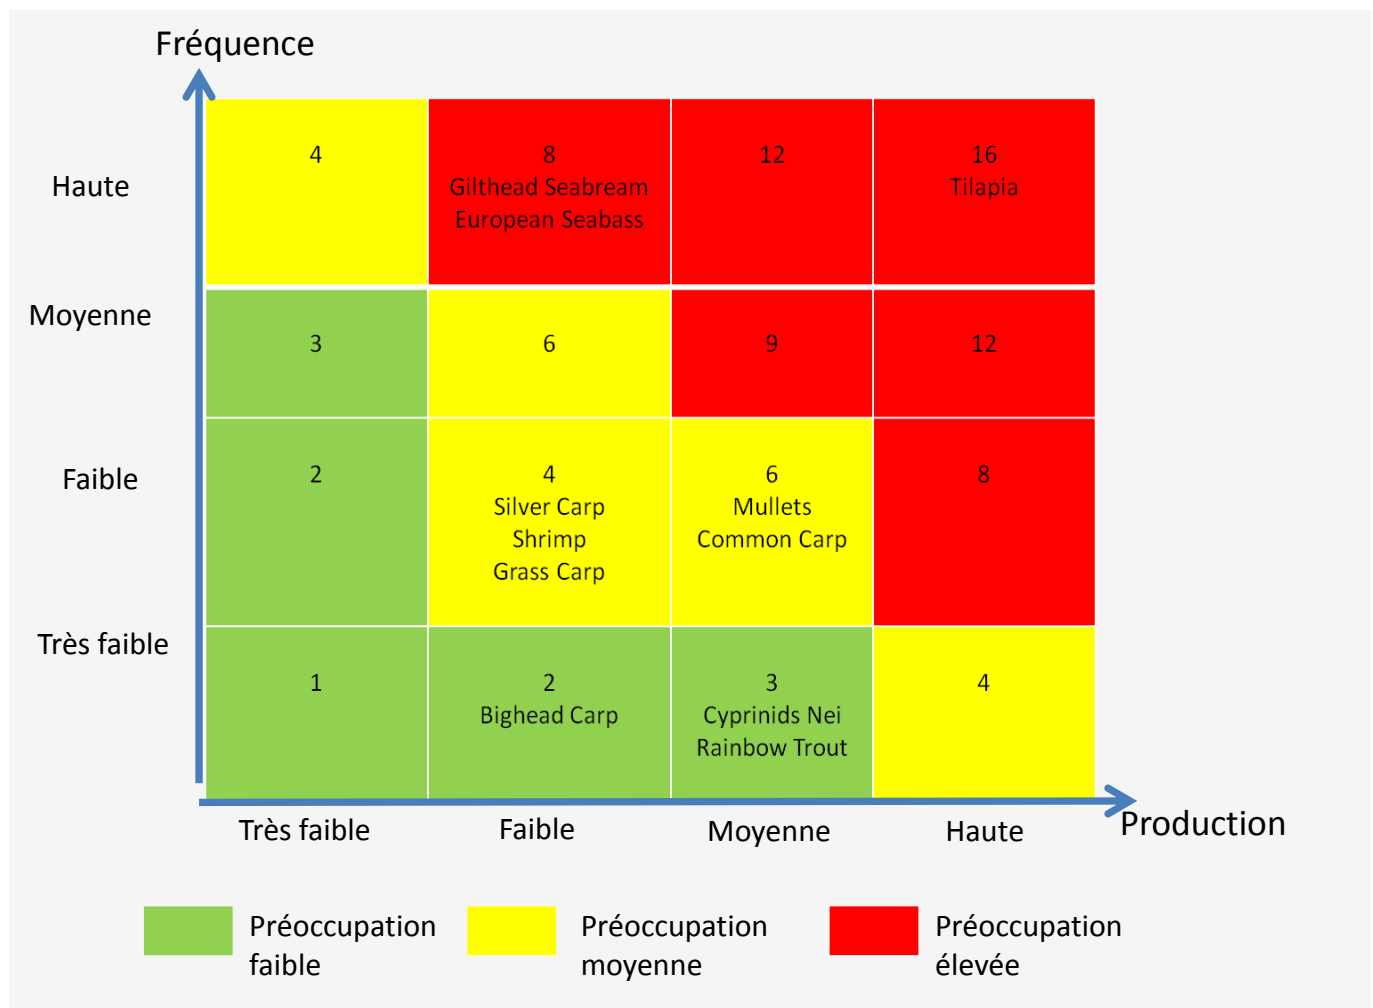 Fréquence
Haute
4
8
Gilthead Seabream
European Seabass
12
16
Tilapia
Moyenne
3
6
9
12
Faible
2
4
Silver Carp
Shrimp
Grass Carp
6
Mullets
Common Carp
8
Très faible
1
2
Bighead Carp
3
Cyprinids Nei
Rainbow Trout
4
Très faible
Faible
Moyenne
Haute
Production
Préoccupation
faible
Préoccupation
moyenne
Préoccupation
élevée